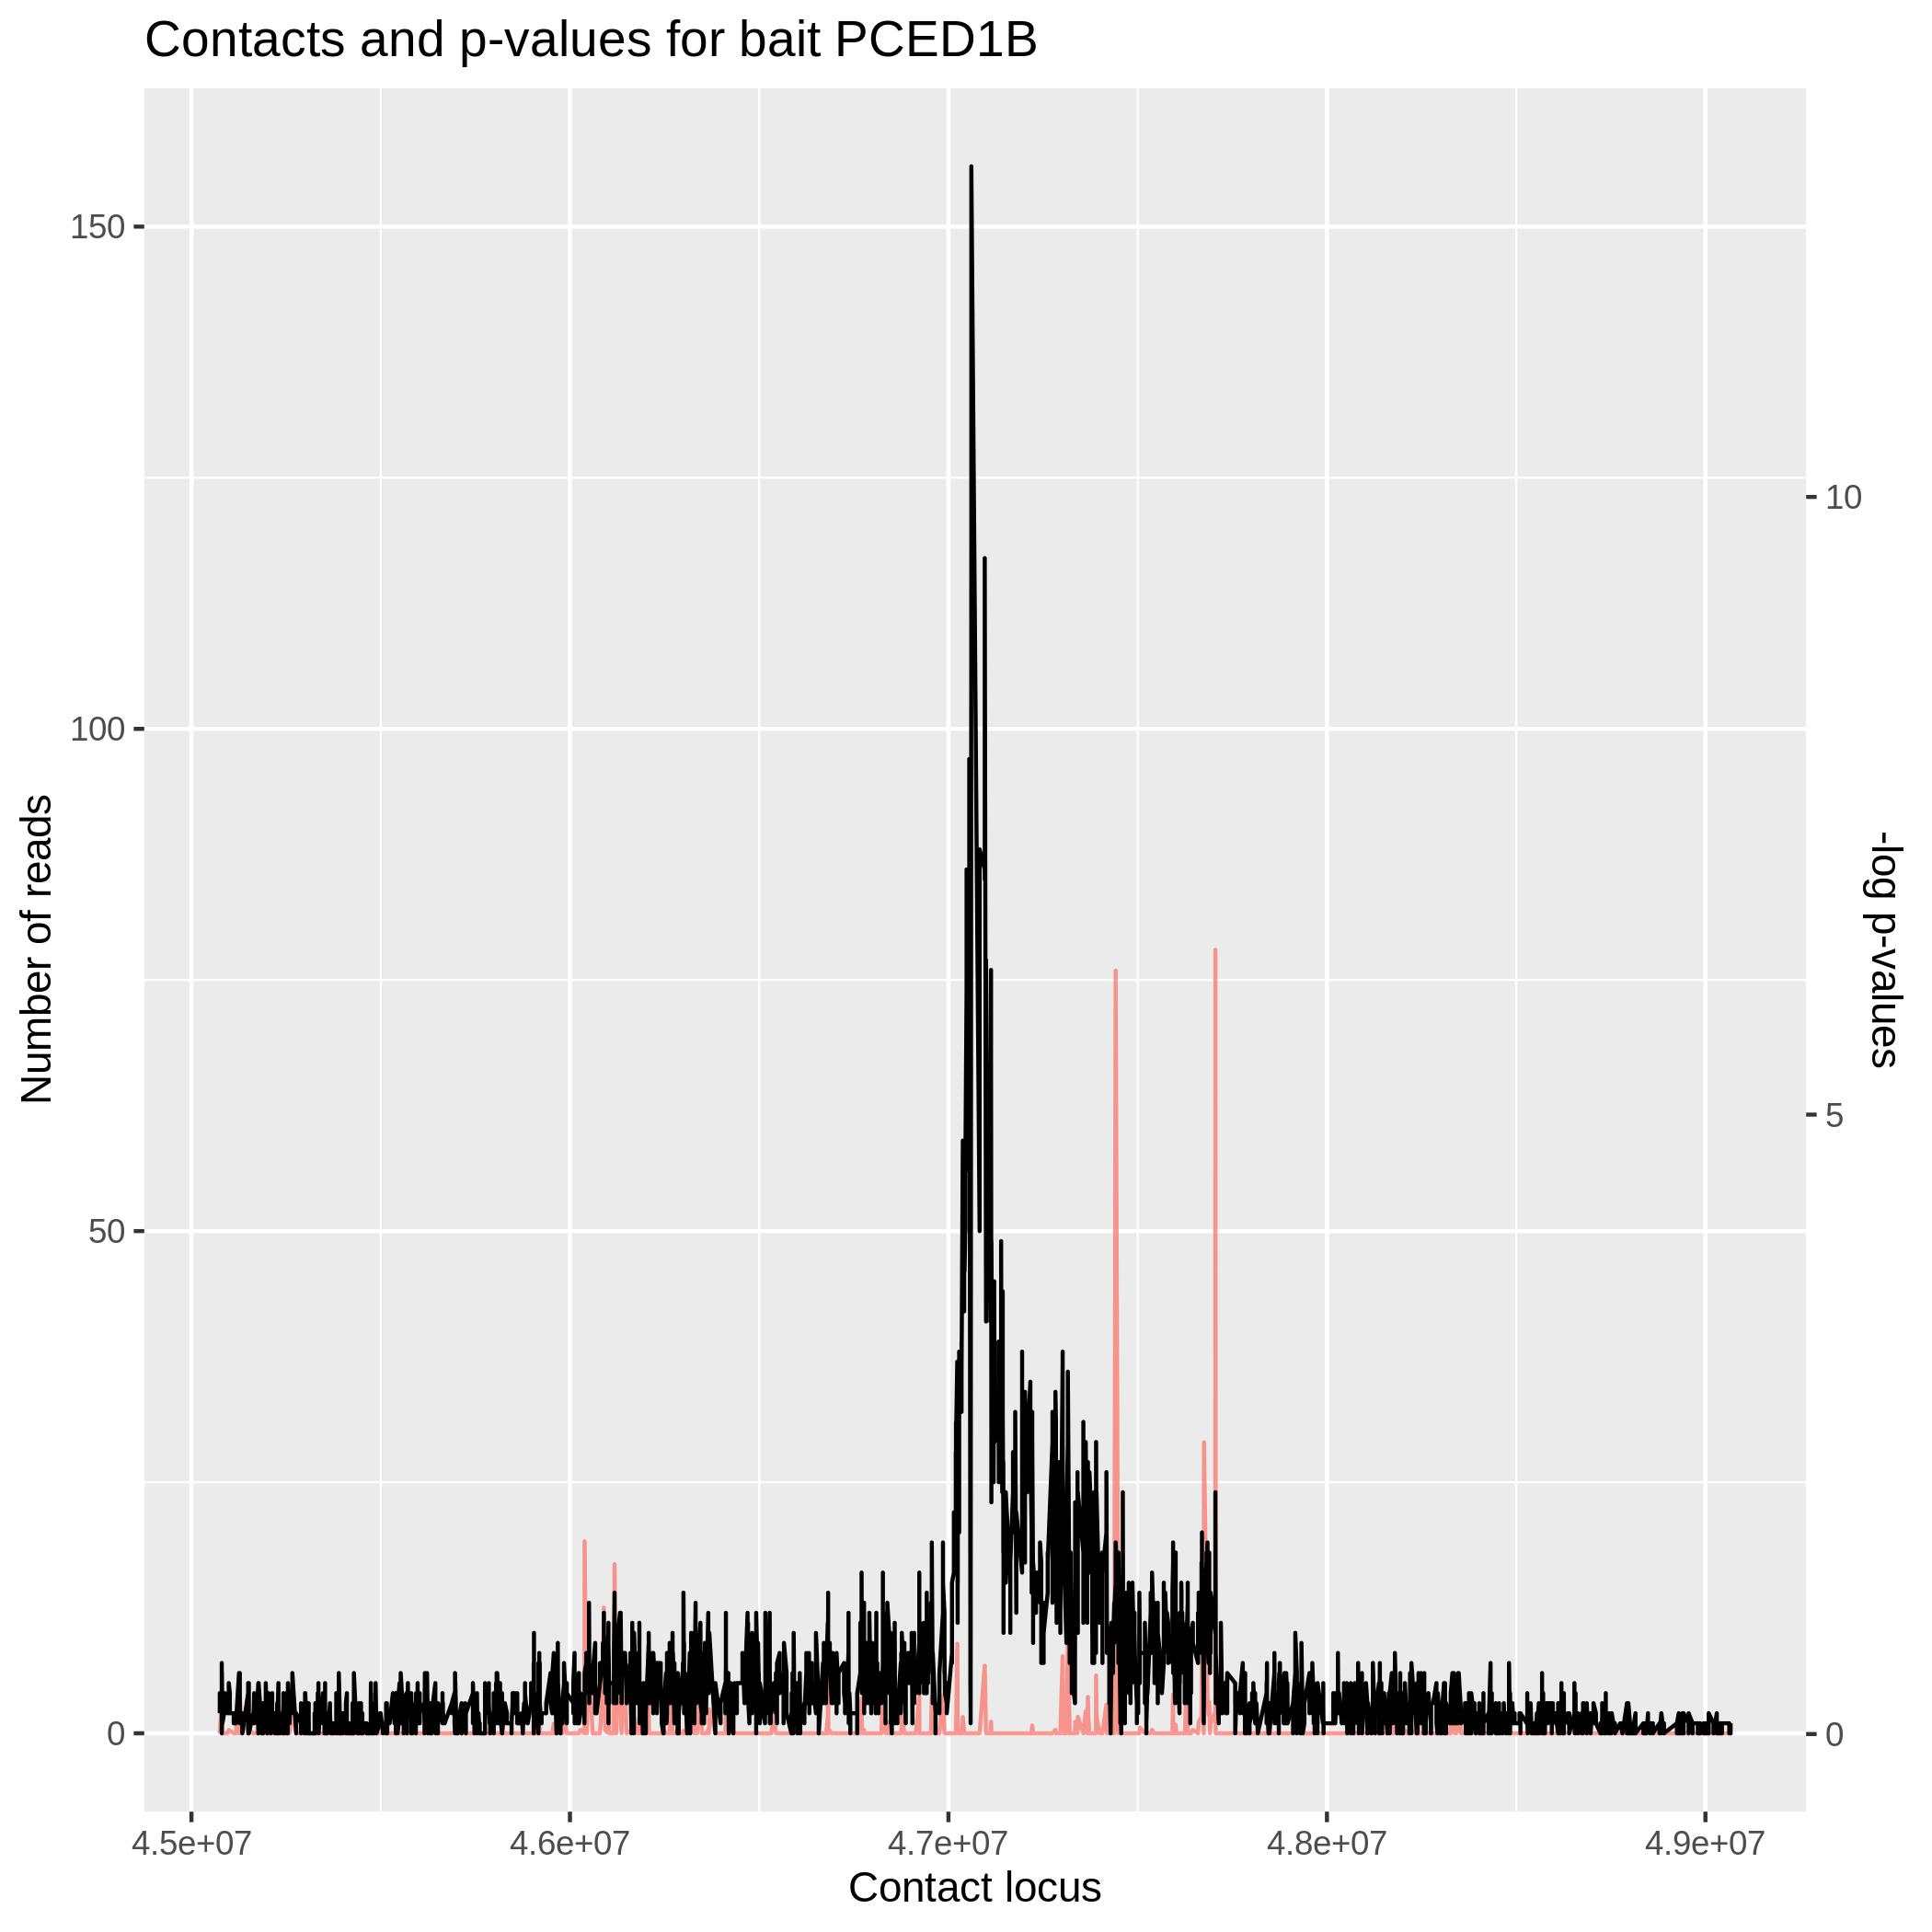 Contacts and p-values for bait PCED1B
150
100
50
0
10
5
0
Number of reads
-log p-values
4.5e+07
4.6e+07
4.7e+07
4.8e+07
4.9e+07
Contact locus